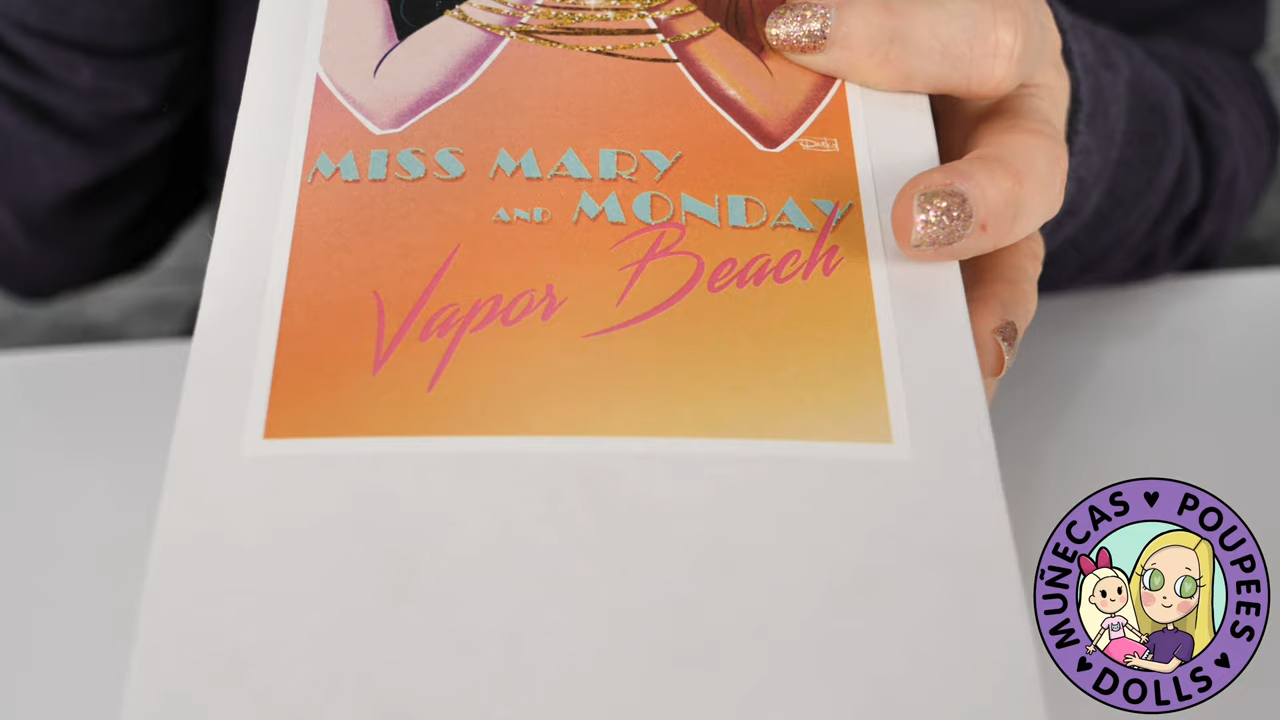 MISS MARY
AND MONDAY
Vapor Beach
MUÑECAS ♥ POUPEES ♥ DOLLS ♥